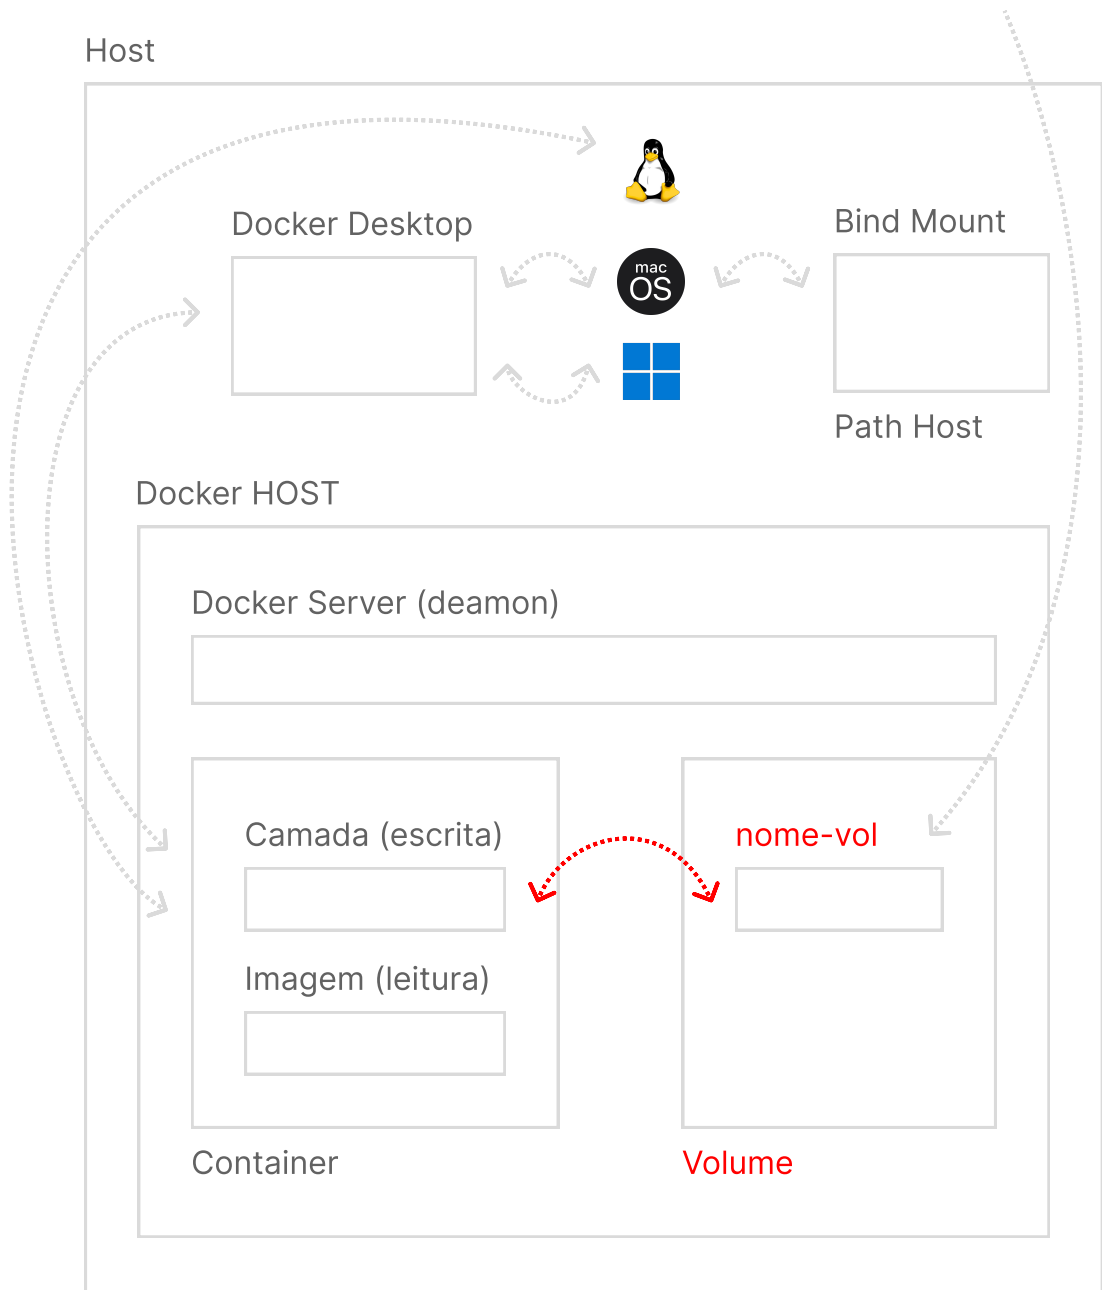 Host
Docker Desktop
mac
OS
Bind Mount
Path Host
Docker HOST
Docker Server (deamon)
Camada (escrita)
nome-vol
Imagem (leitura)
Container
Volume